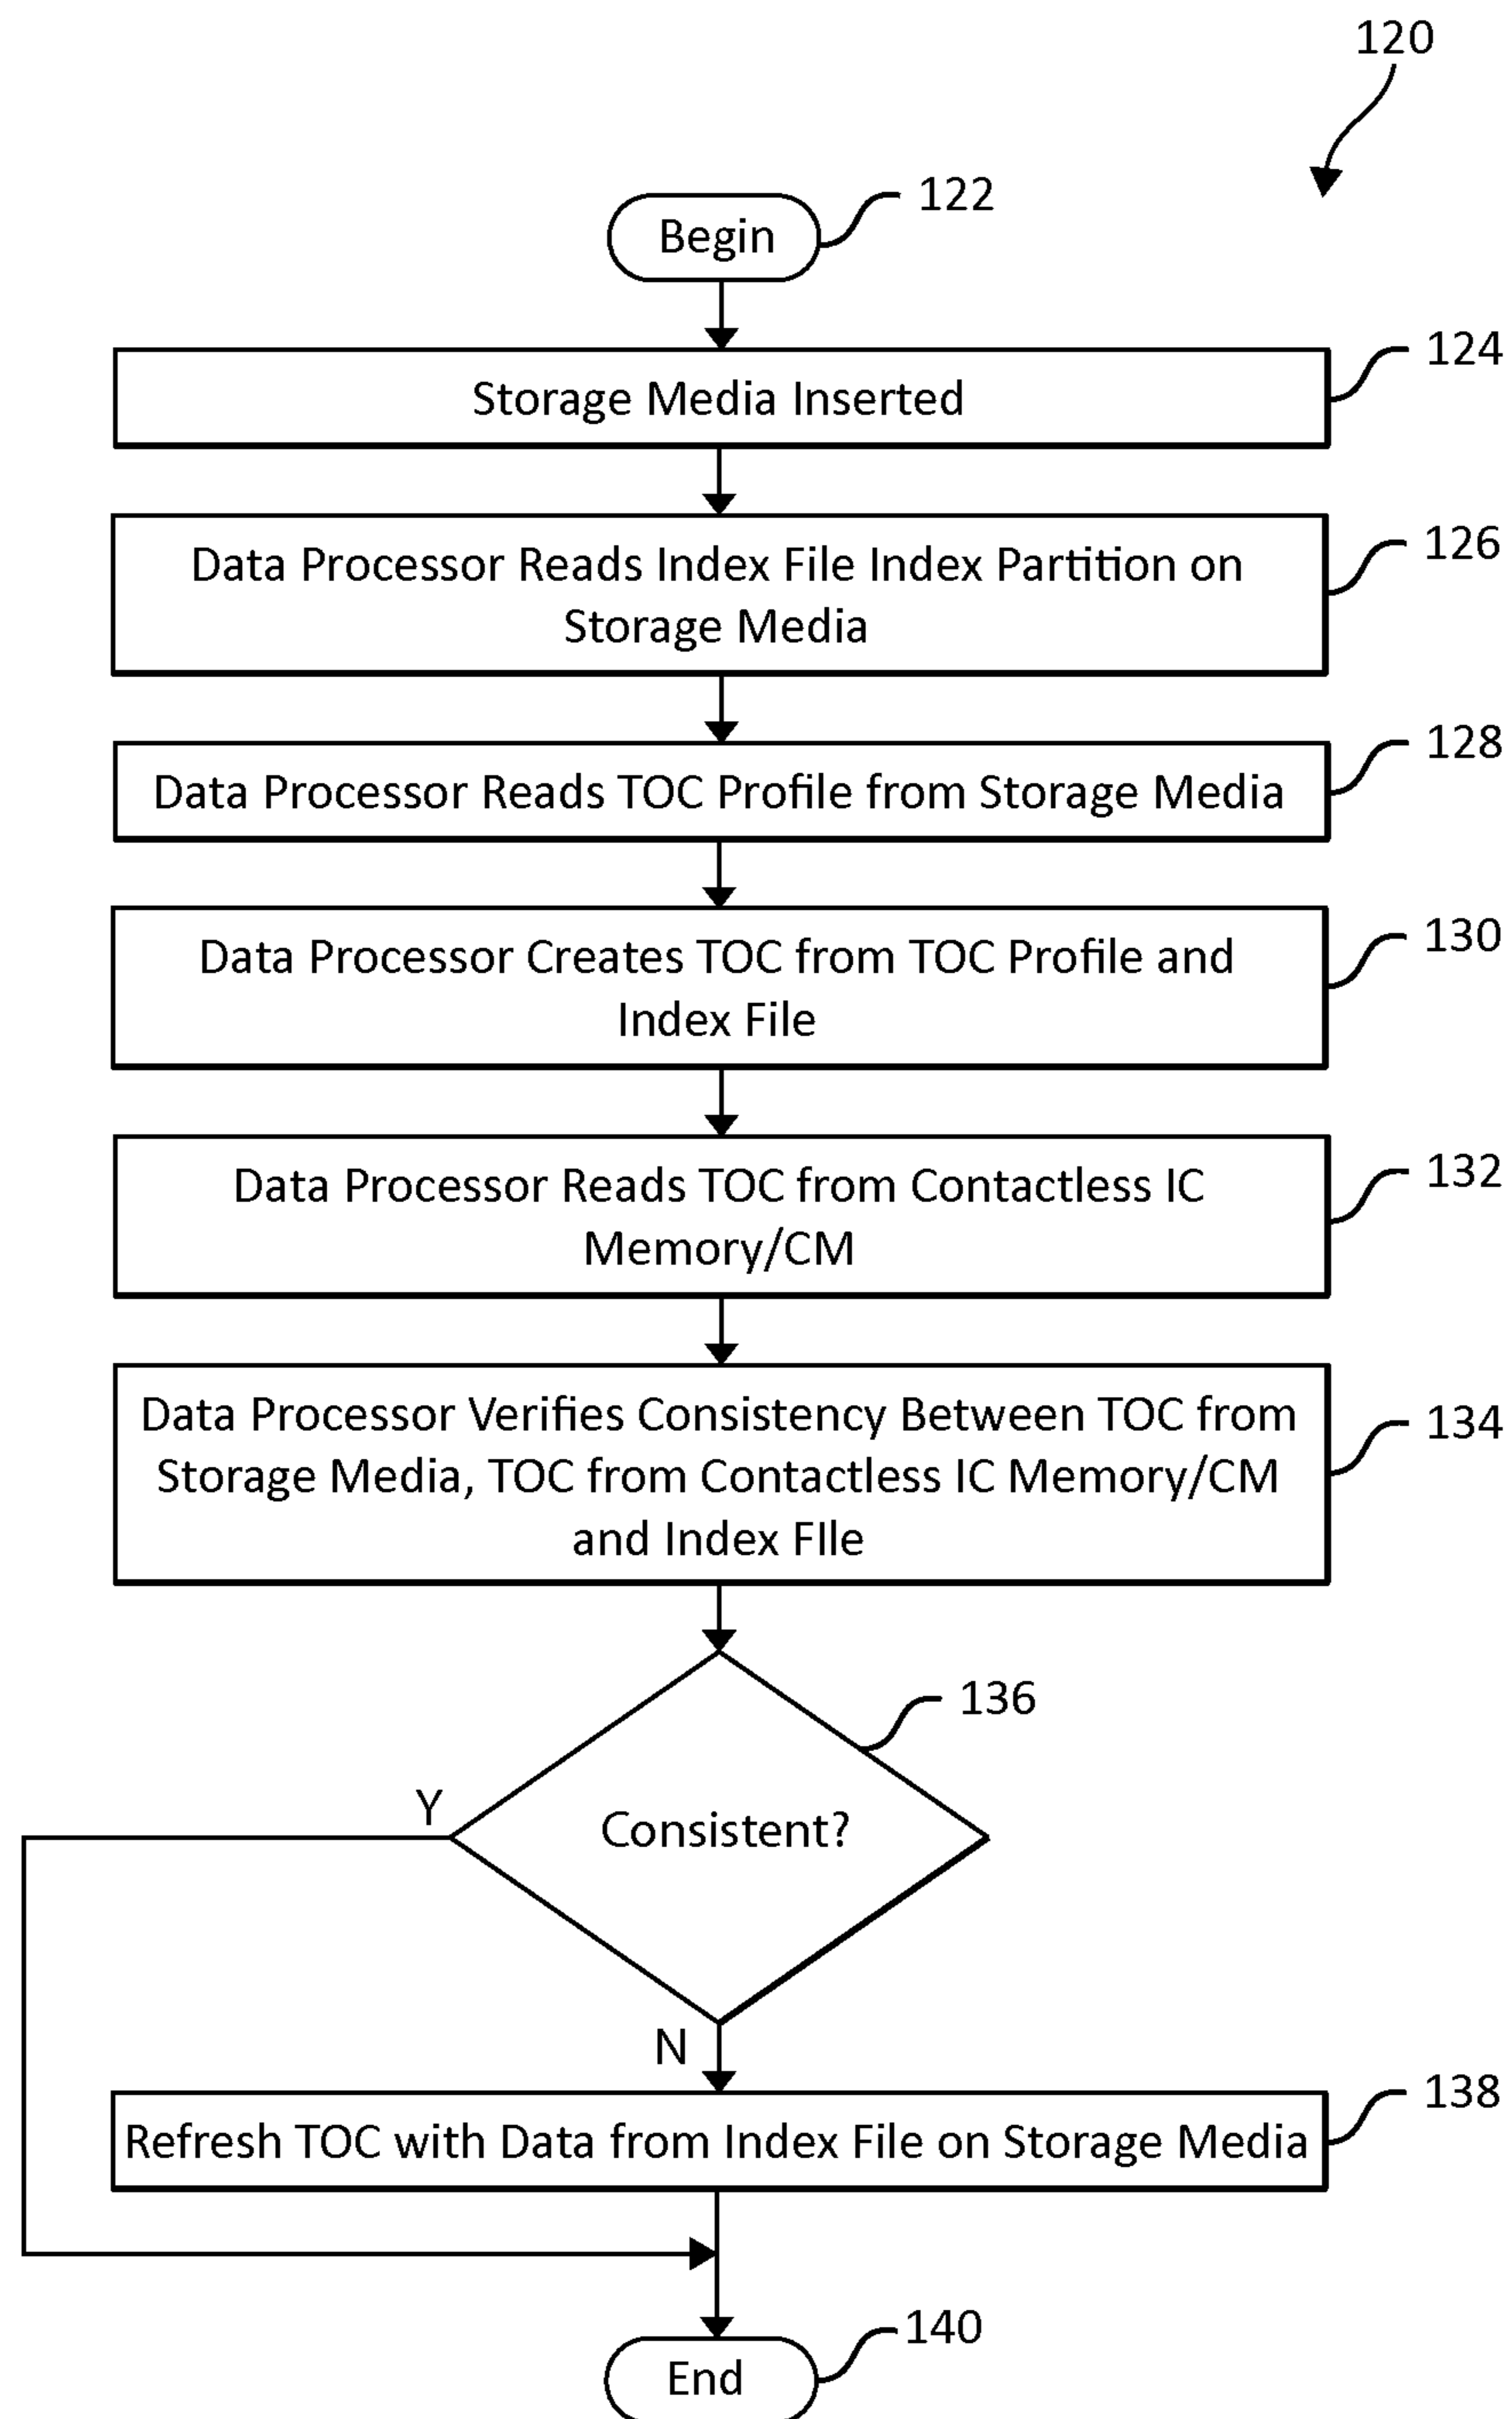 120
Begin
122
Storage Media Inserted
124
Data Processor Reads Index File Index Partition on
Storage Media
126
Data Processor Reads TOC Profile from Storage Media
128
Data Processor Creates TOC from TOC Profile and
Index File
130
Data Processor Reads TOC from Contactless IC
Memory/CM
132
Data Processor Verifies Consistency Between TOC from
Storage Media, TOC from Contactless IC Memory/CM
and Index FIle
134
136
Y
Consistent?
N
Refresh TOC with Data from Index File on Storage Media
138
End
140